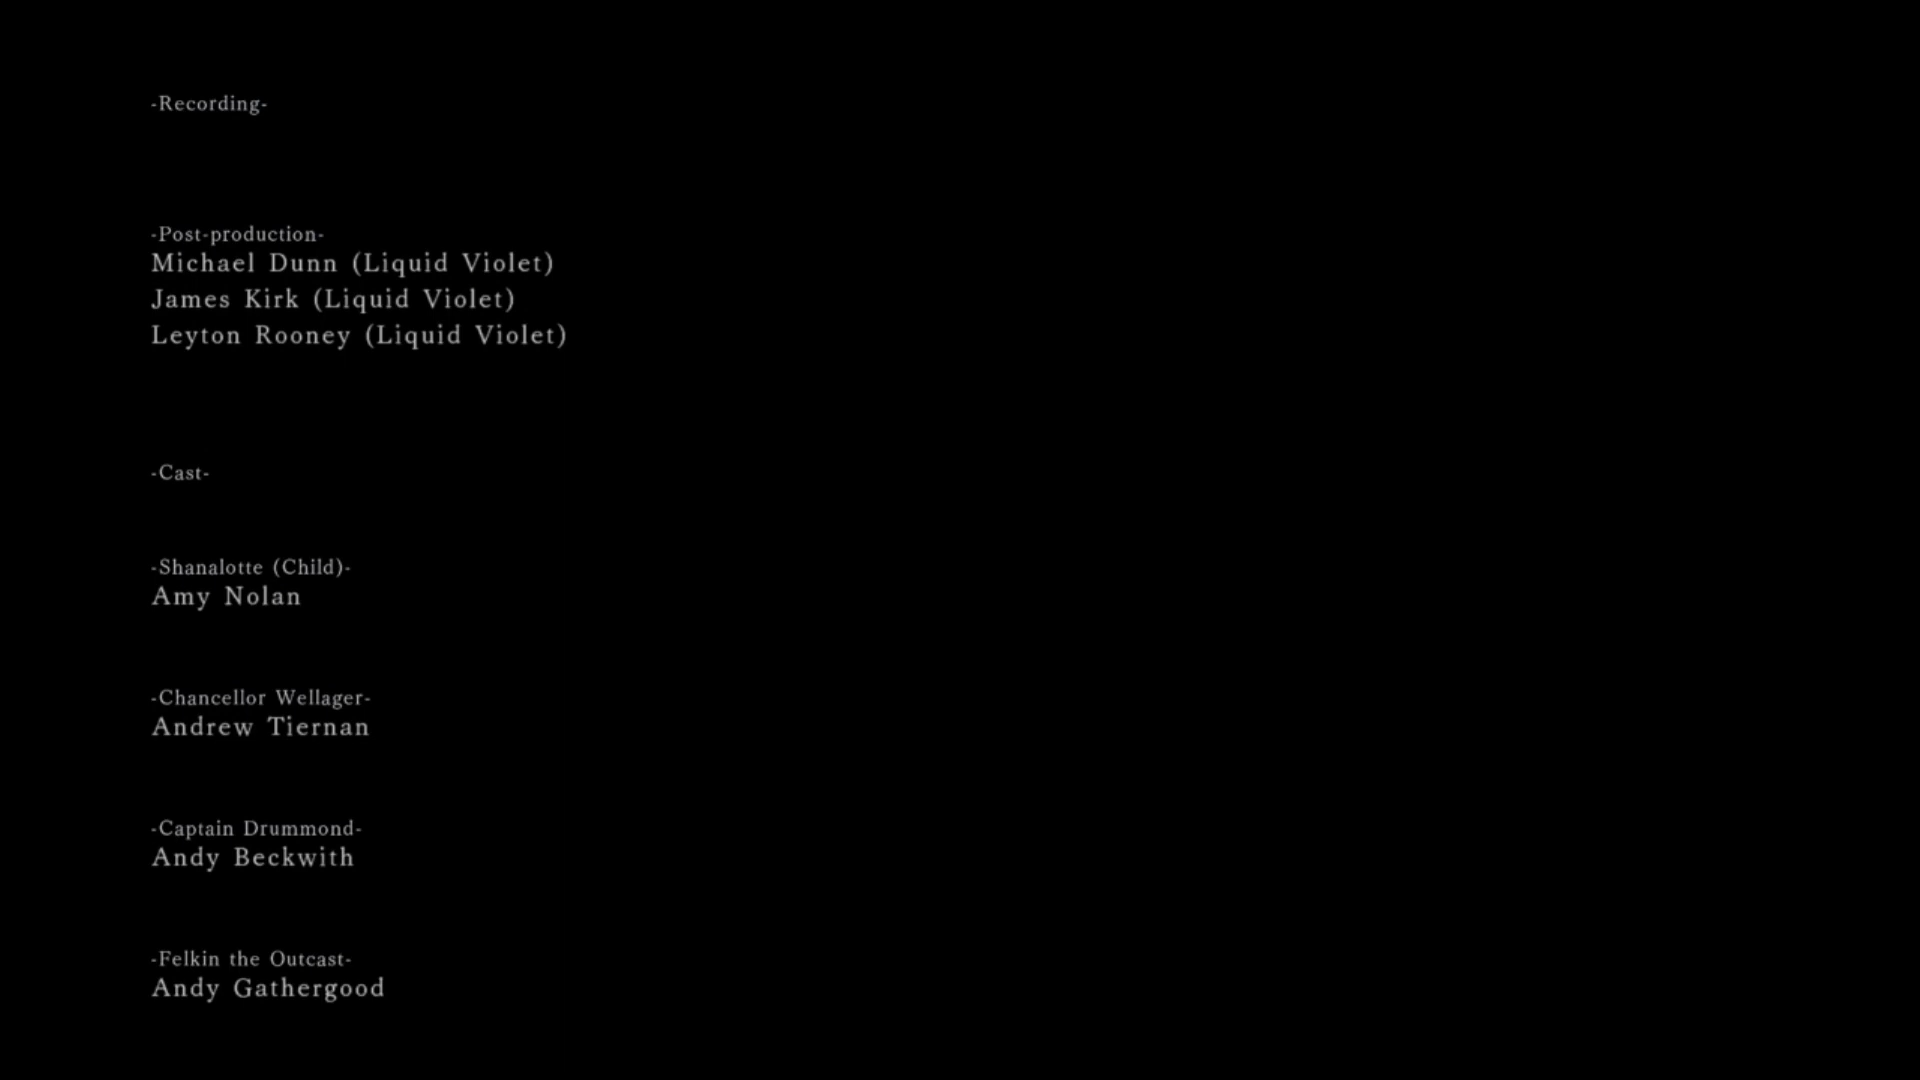 -Recording-
-Post-production-
Michael Dunn (Liquid Violet)
James Kirk (Liquid Violet)
Leyton Rooney (Liquid Violet)
-Cast-
-Shanalotte (Child)-
Amy Nolan
-Chancellor Wellager-
Andrew Tiernan
-Captain Drummond-
Andy Beckwith
-Felkin the Outcast-
Andy Gathergood